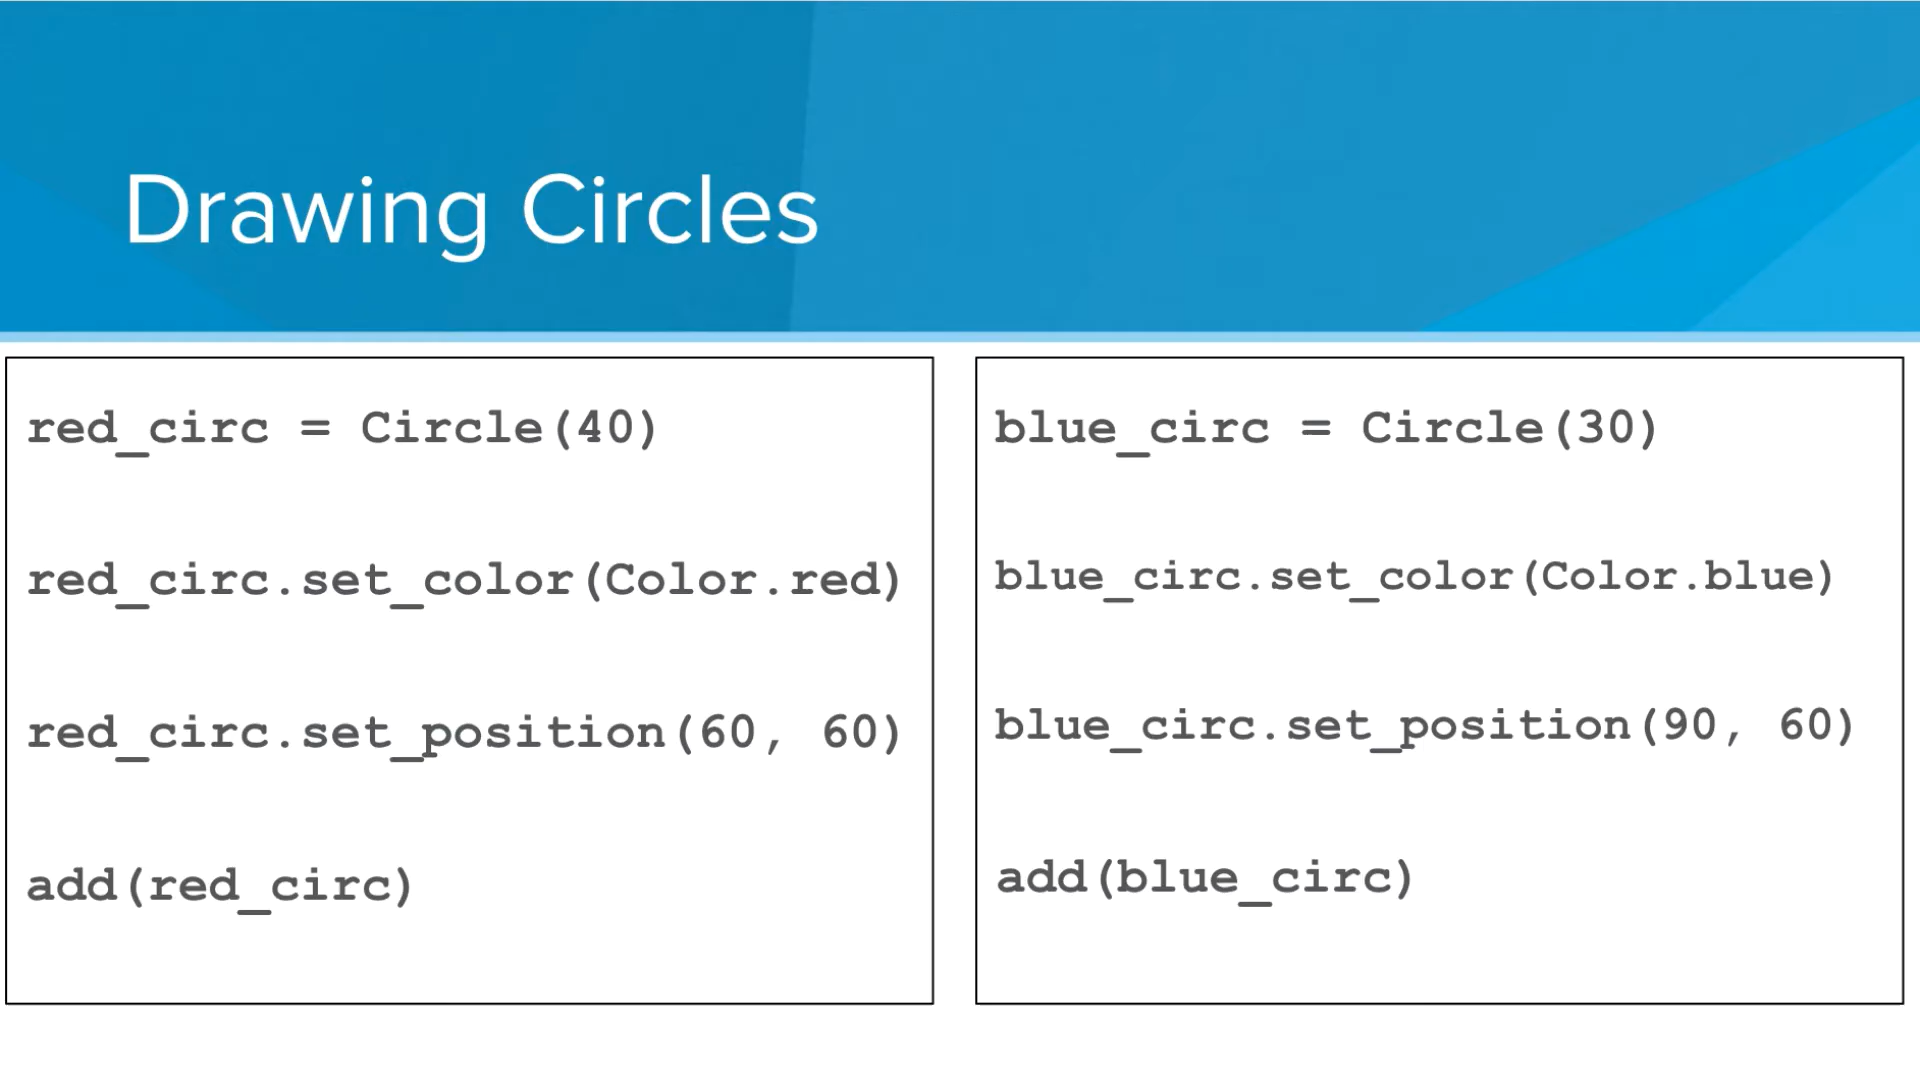 Drawing Circles
red_circ = Circle(40)
red_circ.set_color(Color.red)
red_circ.set_position(60, 60)
add(red_circ)
blue_circ = Circle(30)
blue_circ.set_color(Color.blue)
blue_circ.set_position(90, 60)
add(blue_circ)